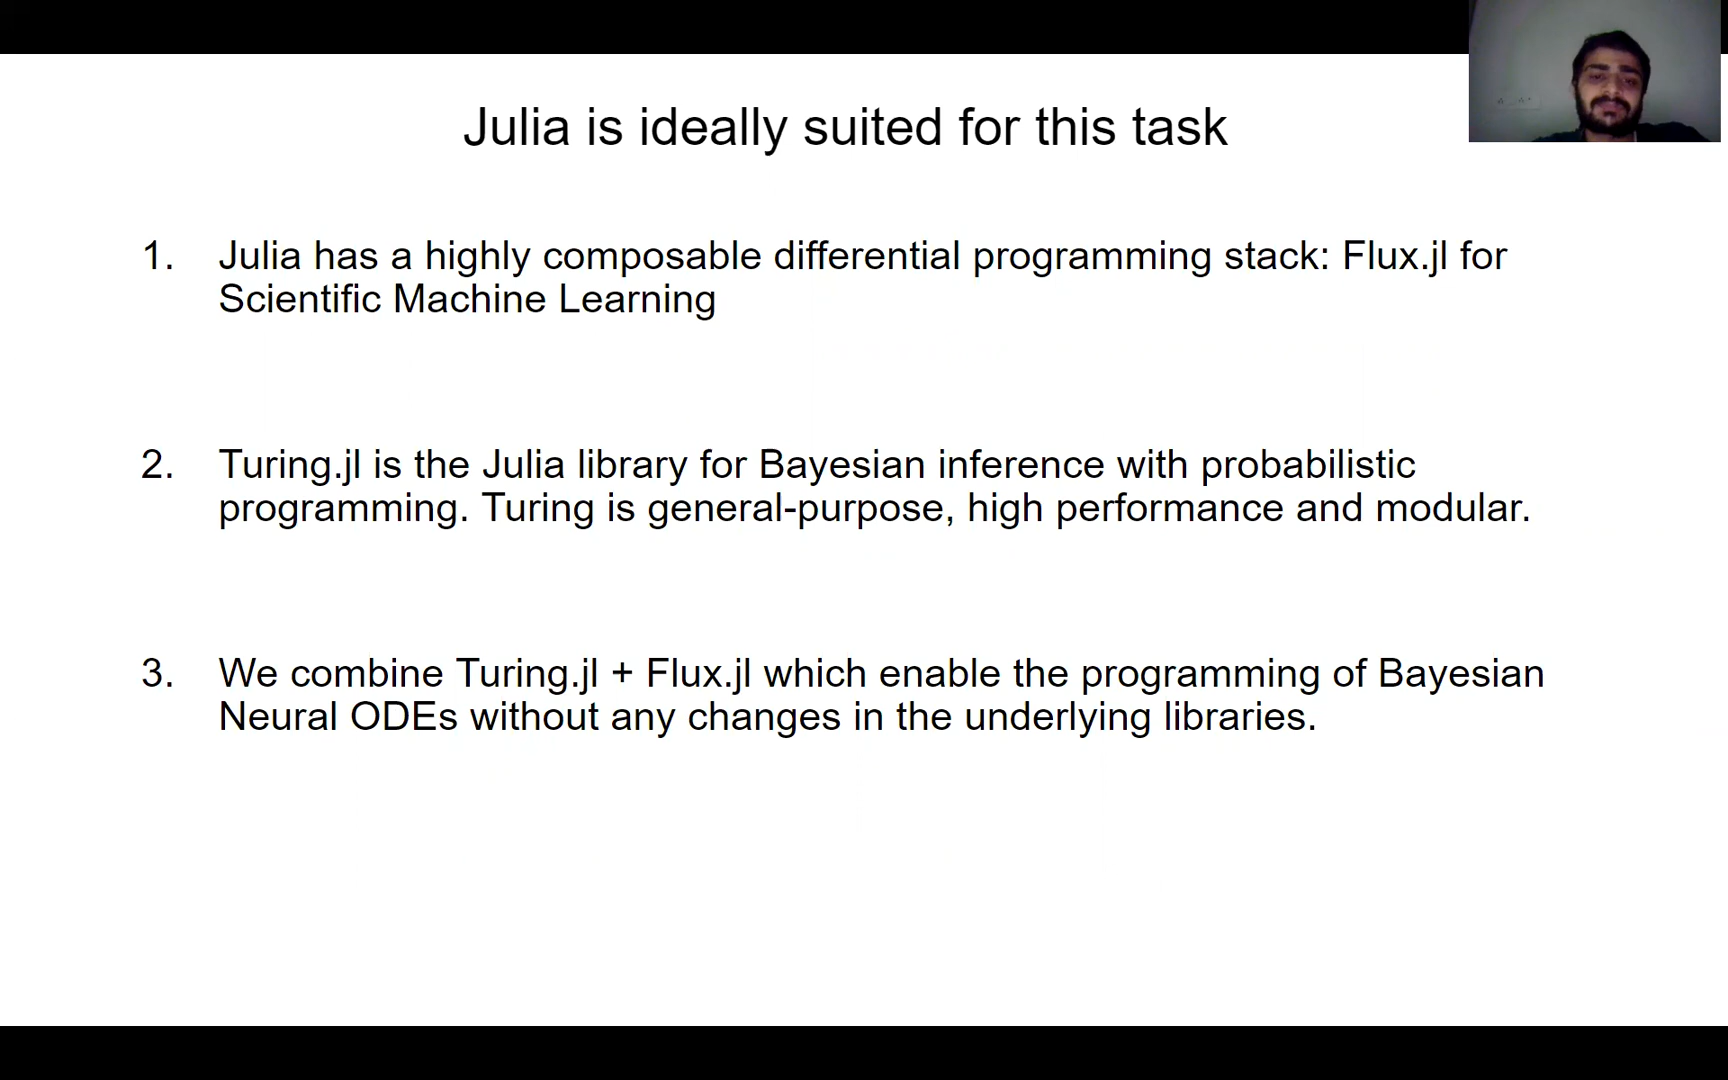 Julia is ideally suited for this task
1. Julia has a highly composable differential programming stack: Flux.jl for
Scientific Machine Learning
2. Turing.jl is the Julia library for Bayesian inference with probabilistic
programming. Turing is general-purpose, high performance and modular.
3. We combine Turing.jl + Flux.jl which enable the programming of Bayesian
Neural ODEs without any changes in the underlying libraries.